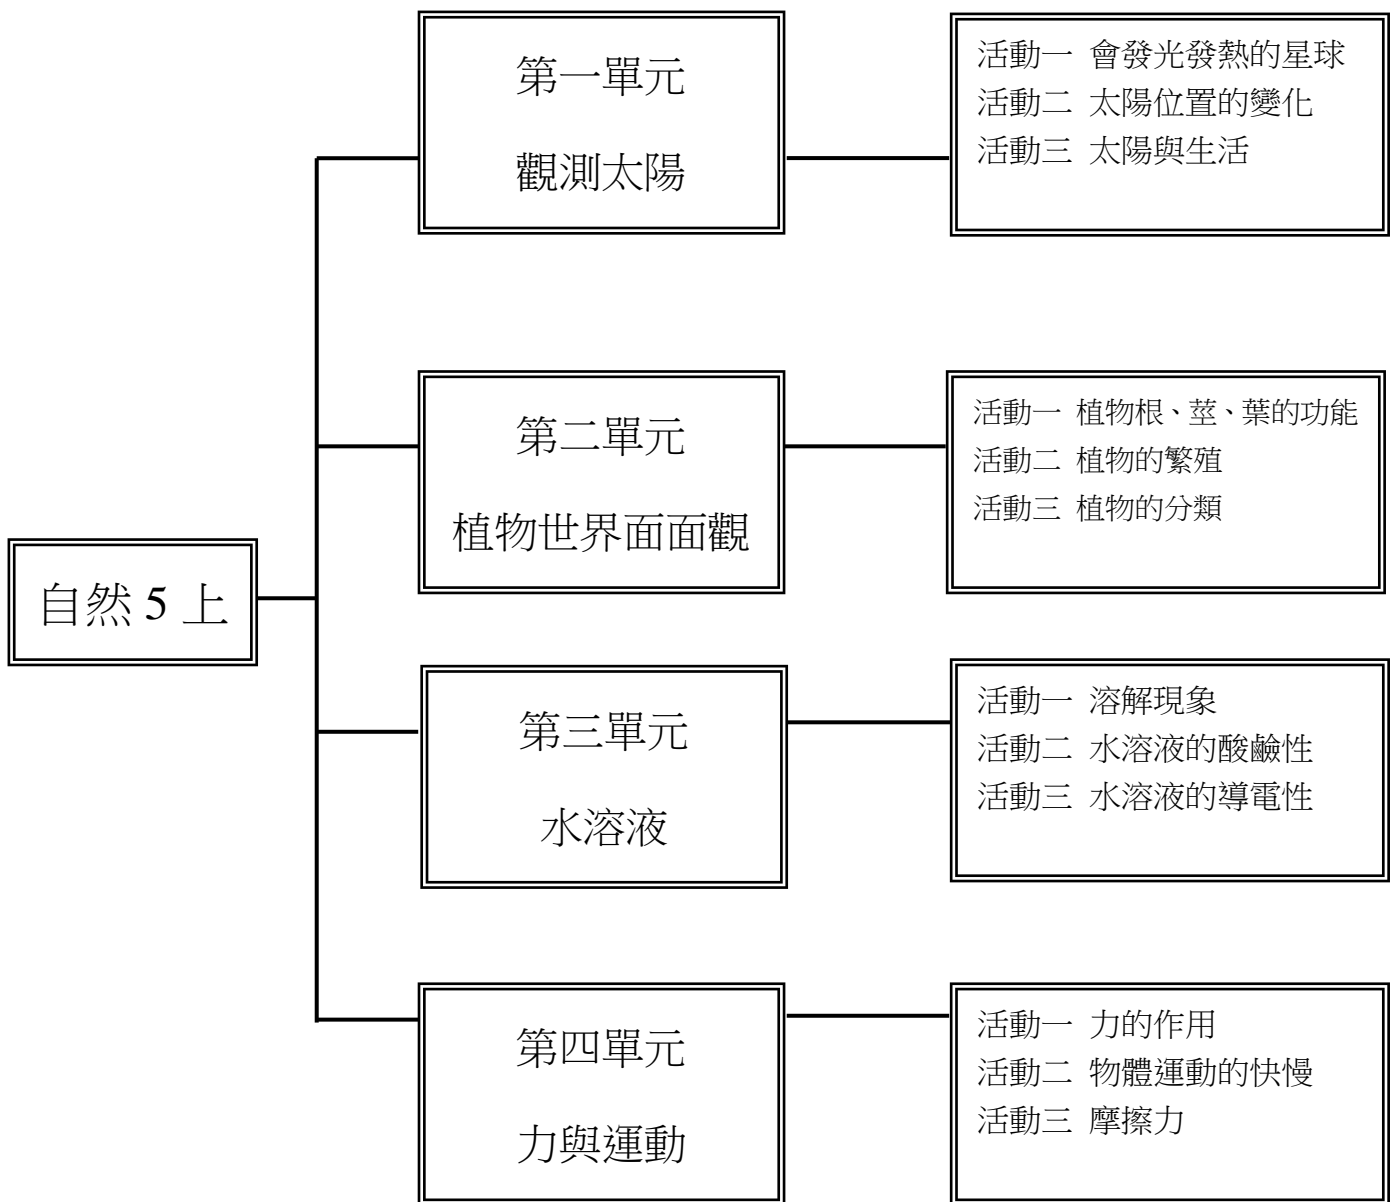 自然 5 上
第一單元
觀測太陽
活動一 會發光發熱的星球
活動二 太陽位置的變化
活動三 太陽與生活
第二單元
植物世界面面觀
活動一 植物根、莖、葉的功能
活動二 植物的繁殖
活動三 植物的分類
第三單元
水溶液
活動一 溶解現象
活動二 水溶液的酸鹼性
活動三 水溶液的導電性
第四單元
力與運動
活動一 力的作用
活動二 物體運動的快慢
活動三 摩擦力